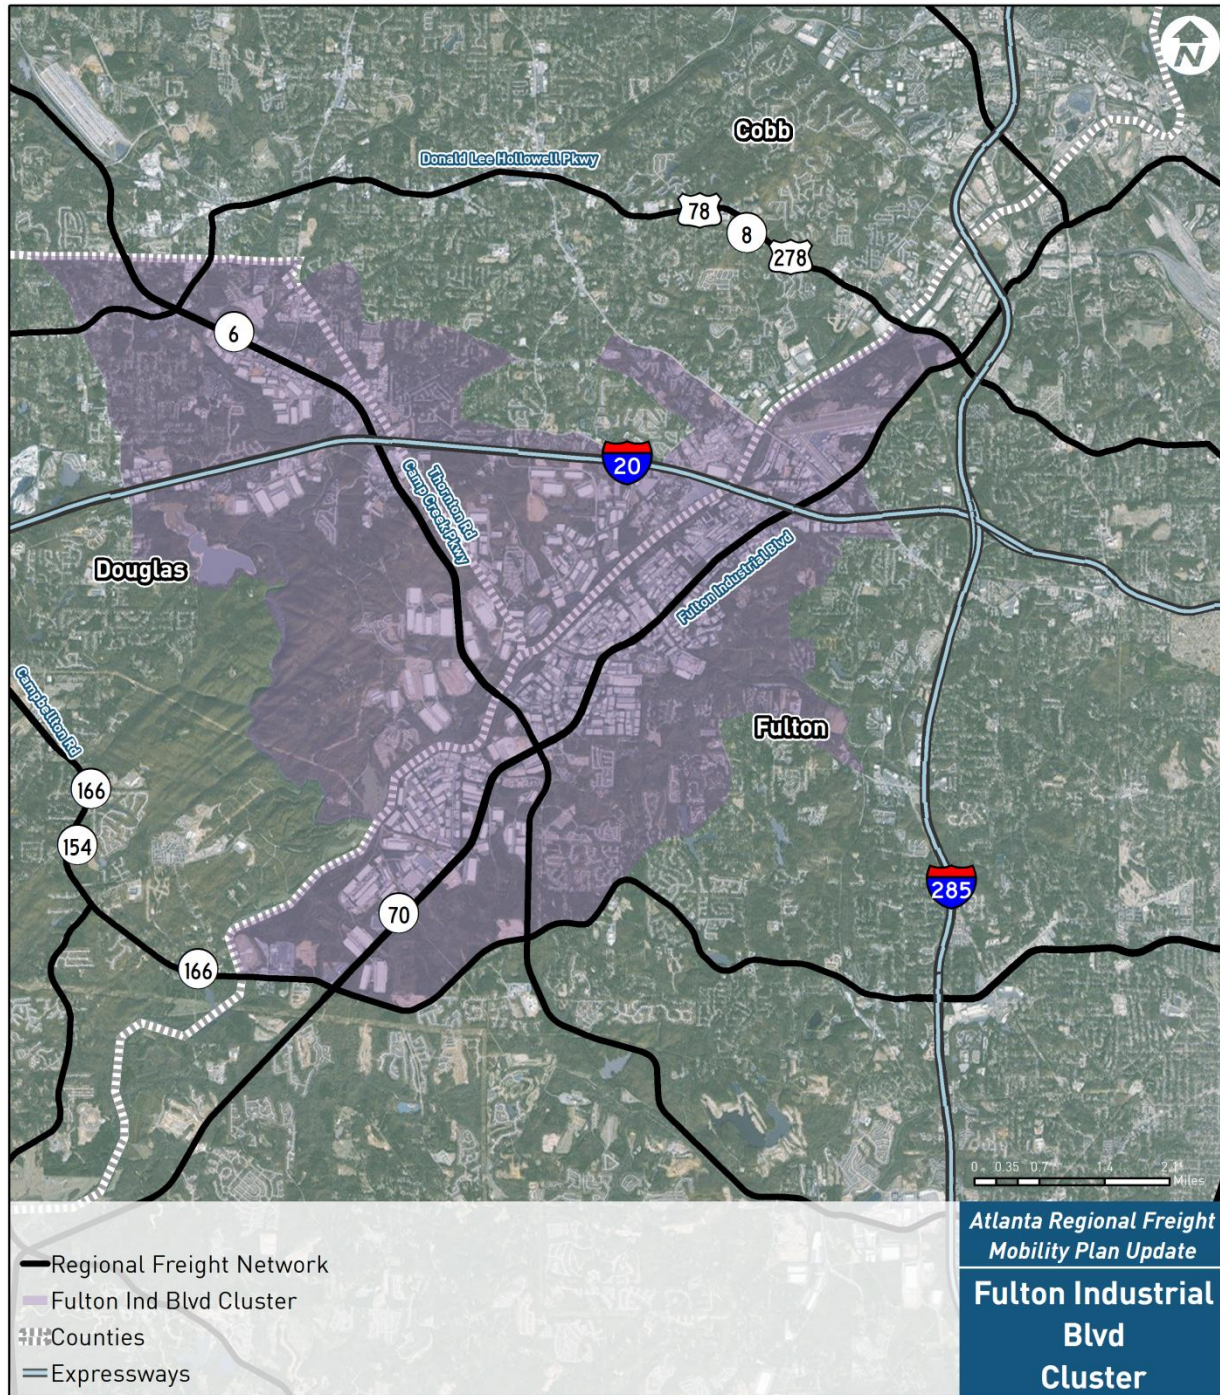 N
Cobb
Donald Lee Hollowell Pkwy
78
8
278
6
20
Thornton Rd
Camp Creek Pkwy
Fulton Industrial Blvd
Douglas
Campbellton Rd
Fulton
166
154
285
70
166
0 0.35 0.7 1.4 2.1
Miles
Regional Freight Network
Fulton Ind Blvd Cluster
Counties
Expressways
Atlanta Regional Freight
Mobility Plan Update
Fulton Industrial
Blvd
Cluster